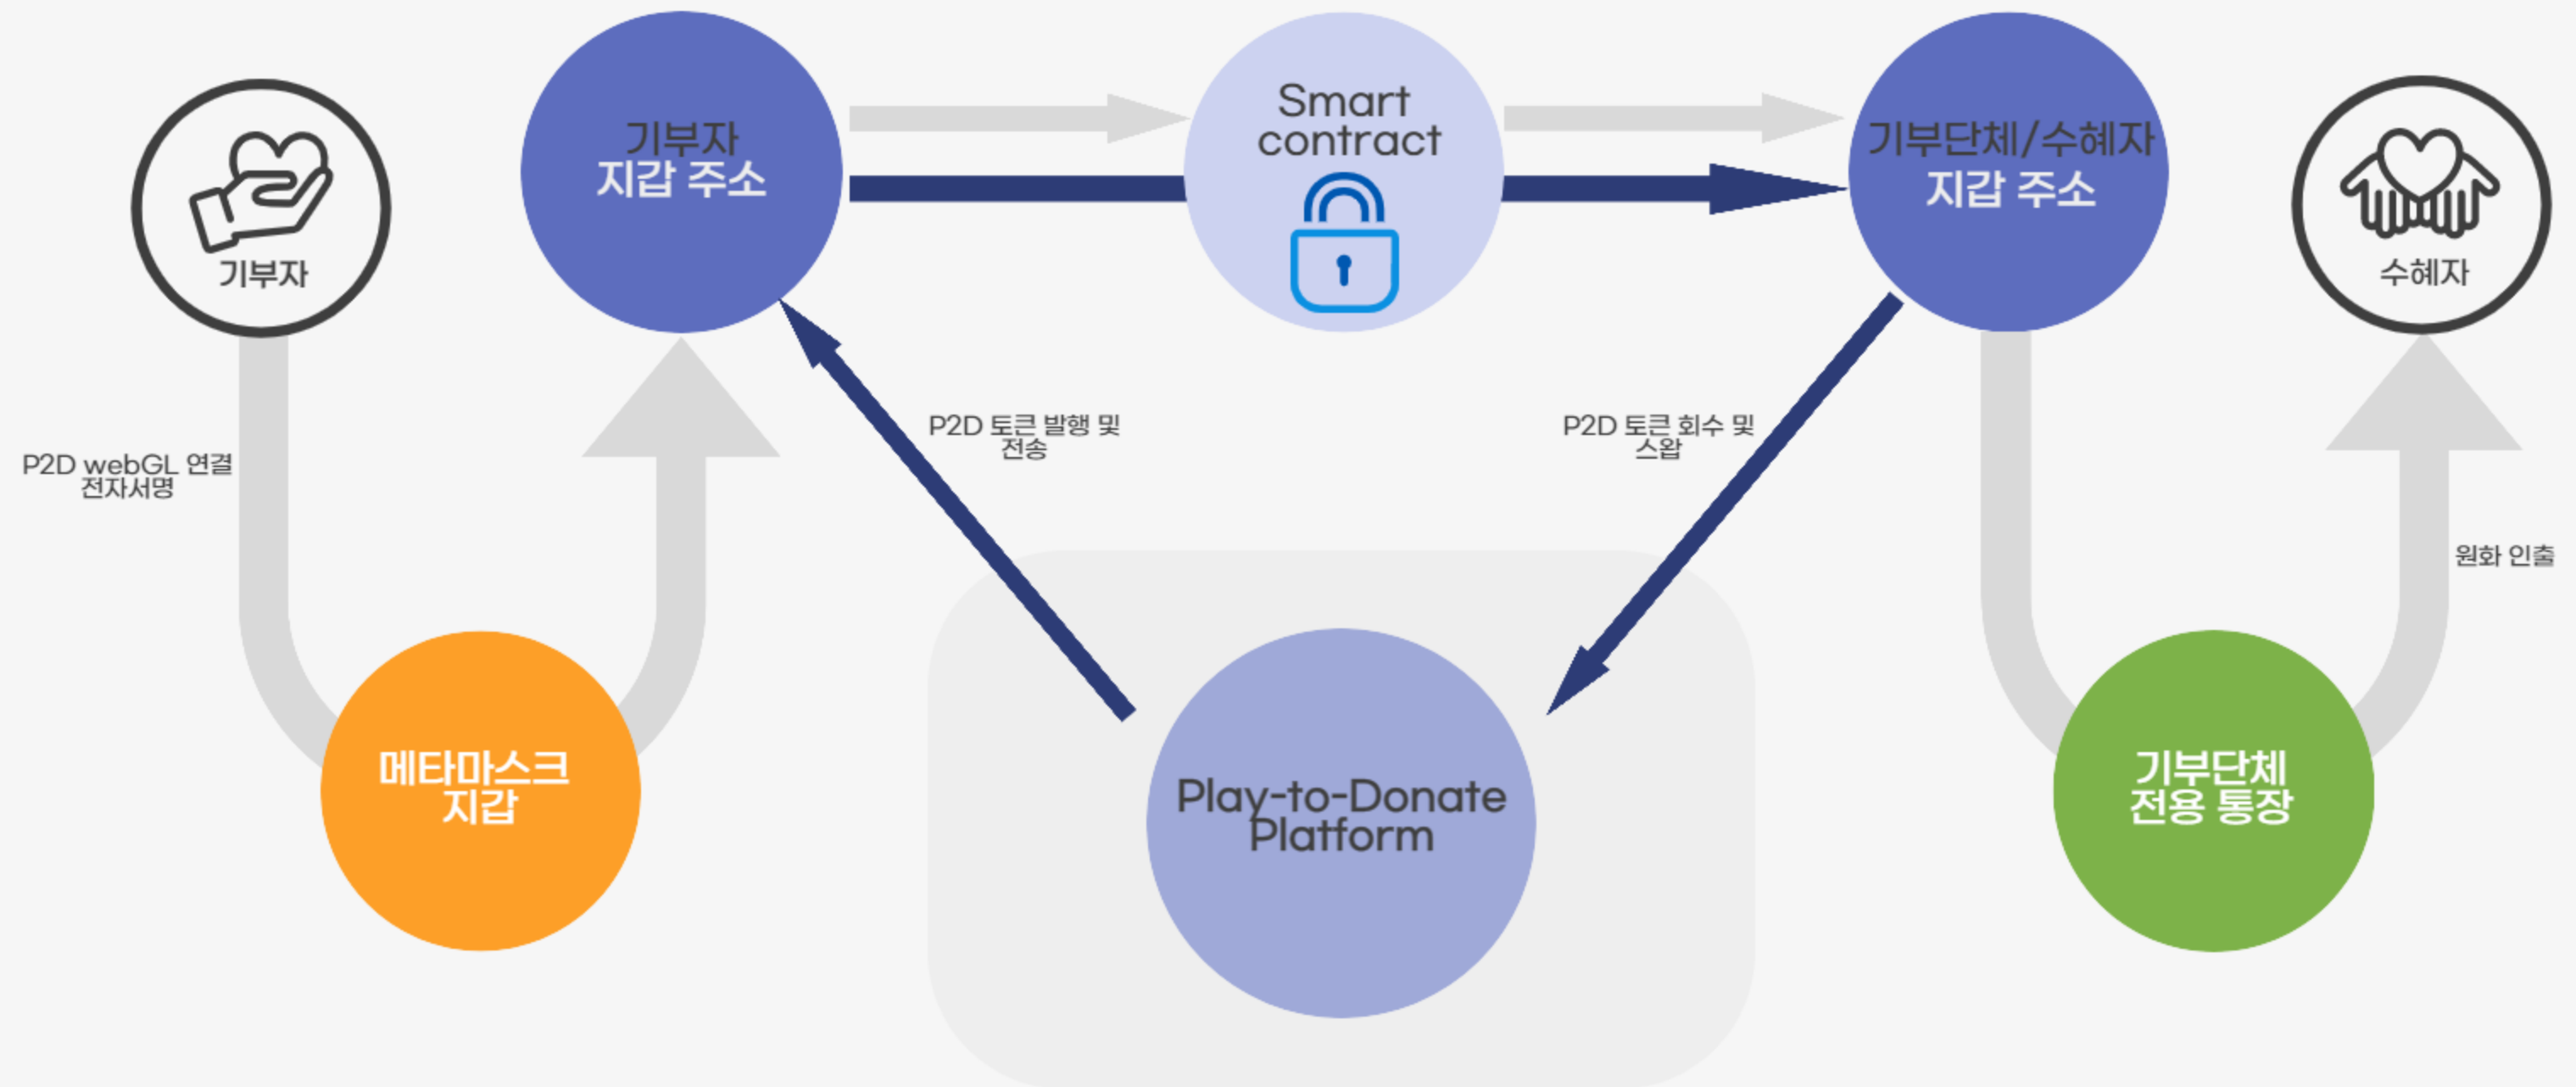 기부자
기부자
지갑 주소
Smart
contract
기부단체/수혜자
지갑 주소
수혜자
P2D webGL 연결
전자서명
P2D 토큰 발행 및
전송
P2D 토큰 회수 및
스왑
원화 인출
메타마스크
지갑
Play-to-Donate
Platform
기부단체
전용 통장